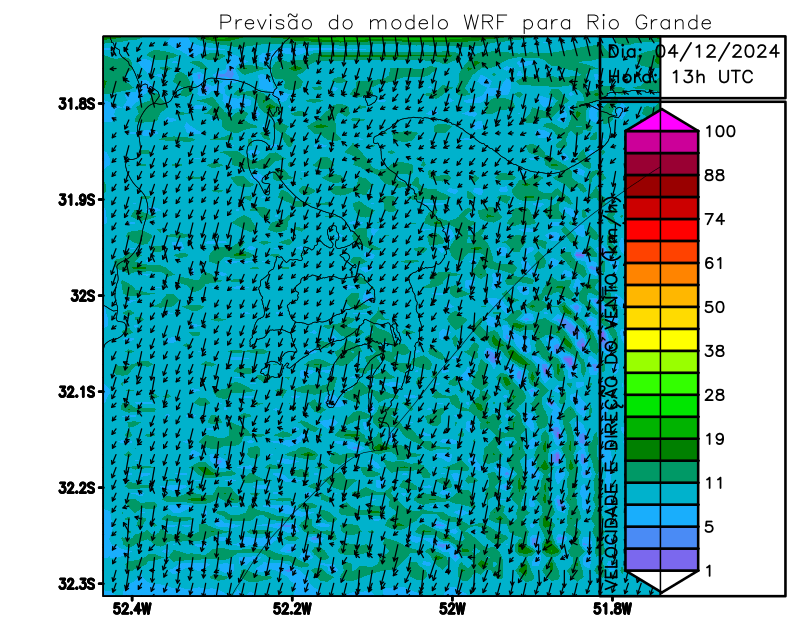 Previsão do modelo WRF para Rio Grande
Dia: 04/12/2024
Hora: 13h UTC
31.8S
31.9S
32S
32.1S
32.2S
32.3S
52.4W
52.2W
52W
51.8W
VELOCIDADE E DIREÇÃO DO VENTO (km/h)
100
88
74
61
50
38
28
19
11
5
1